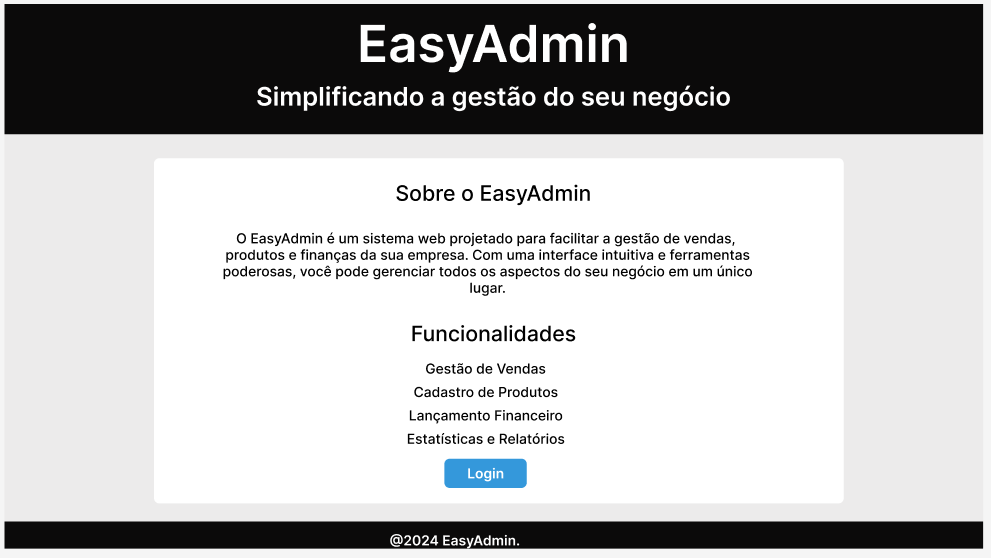 EasyAdmin
Simplificando a gestão do seu negócio
Sobre o EasyAdmin
O EasyAdmin é um sistema web projetado para facilitar a gestão de vendas,
produtos e finanças da sua empresa. Com uma interface intuitiva e ferramentas
poderosas, você pode gerenciar todos os aspectos do seu negócio em um único
lugar.
Funcionalidades
Gestão de Vendas
Cadastro de Produtos
Lançamento Financeiro
Estatísticas e Relatórios
Login
@2024 EasyAdmin.